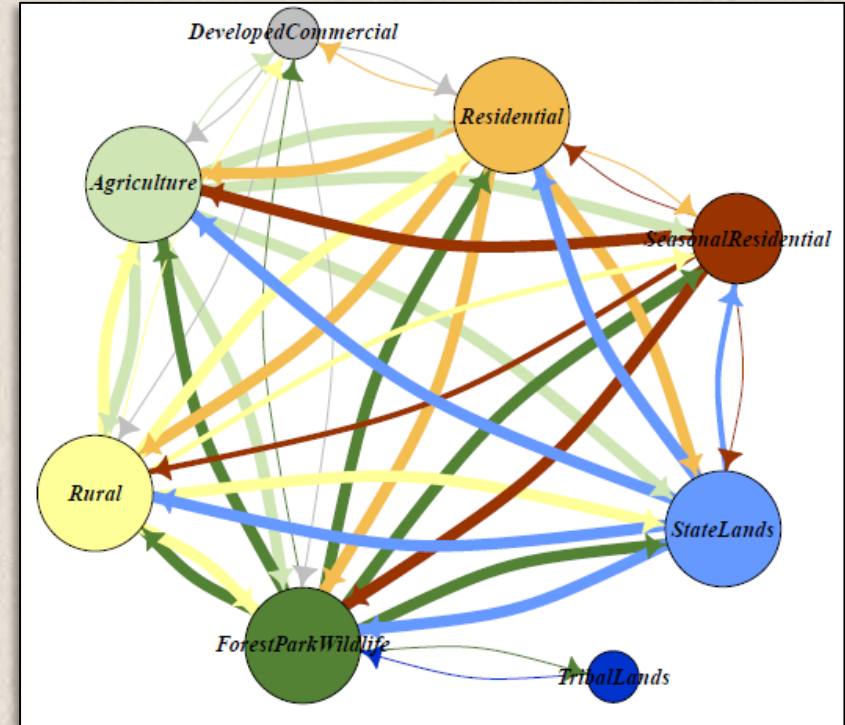 DevelopedCommercial
Residential
Agriculture
SeasonalResidential
Rural
StateLands
ForestParkWildlife
TribalLands